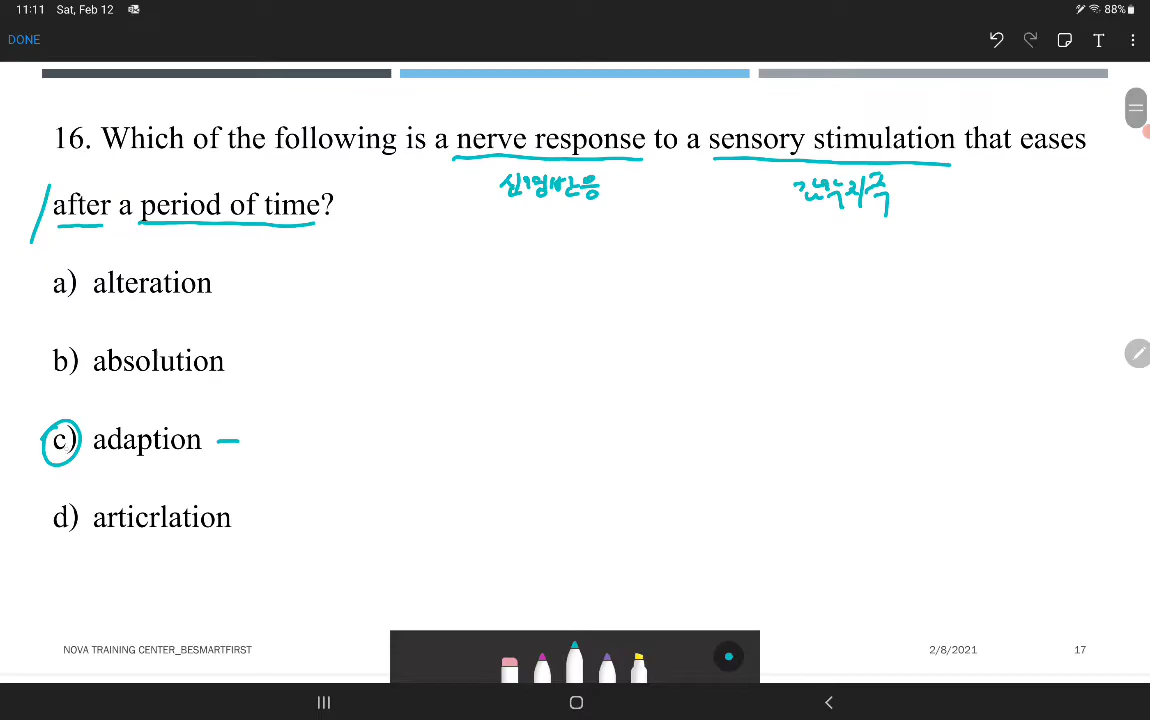 11:11 Sat, Feb 12 88%
DONE T
16. Which of the following is a nerve response to a sensory stimulation that eases
신경반응 감각자극
after a period of time?
a) alteration
b) absolution
c) adaption –
d) articrlation
NOVA TRAINING CENTER_BESMARTFIRST 2/8/2021 17